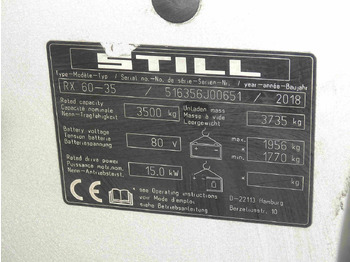 STILL
Type-Modèle-Typ / Serial no.-No de série-Serien-Nr. / year-année-Baujahr
RX 60-35 / 516356J00651 / 2018
Rated capacity
Capacité nominale
Nenn-Tragfähigkeit
3500 kg
Unladen mass
Masse à vide
Leergewicht
3735 kg
Battery voltage
Tension batterie
Batteriespannung
80 V
max
1956 kg
min
1770 kg
Rated drive power
Puissance motr. nom.
Nenn-Antriebsleist.
15.0 kW
kg
CE
* see Operating instructions
voir Mode d'emploi
siehe Betriebsanleitung
D-22113 Hamburg
Berzeliusstr. 10